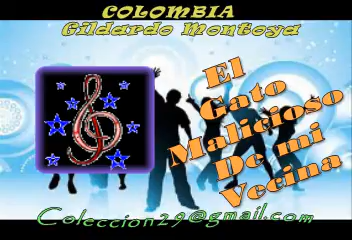 COLOMBIA
Gildardo Montoya
El
Gato
Malicioso
De mi
Vecina
Coleccion29@gmail.com